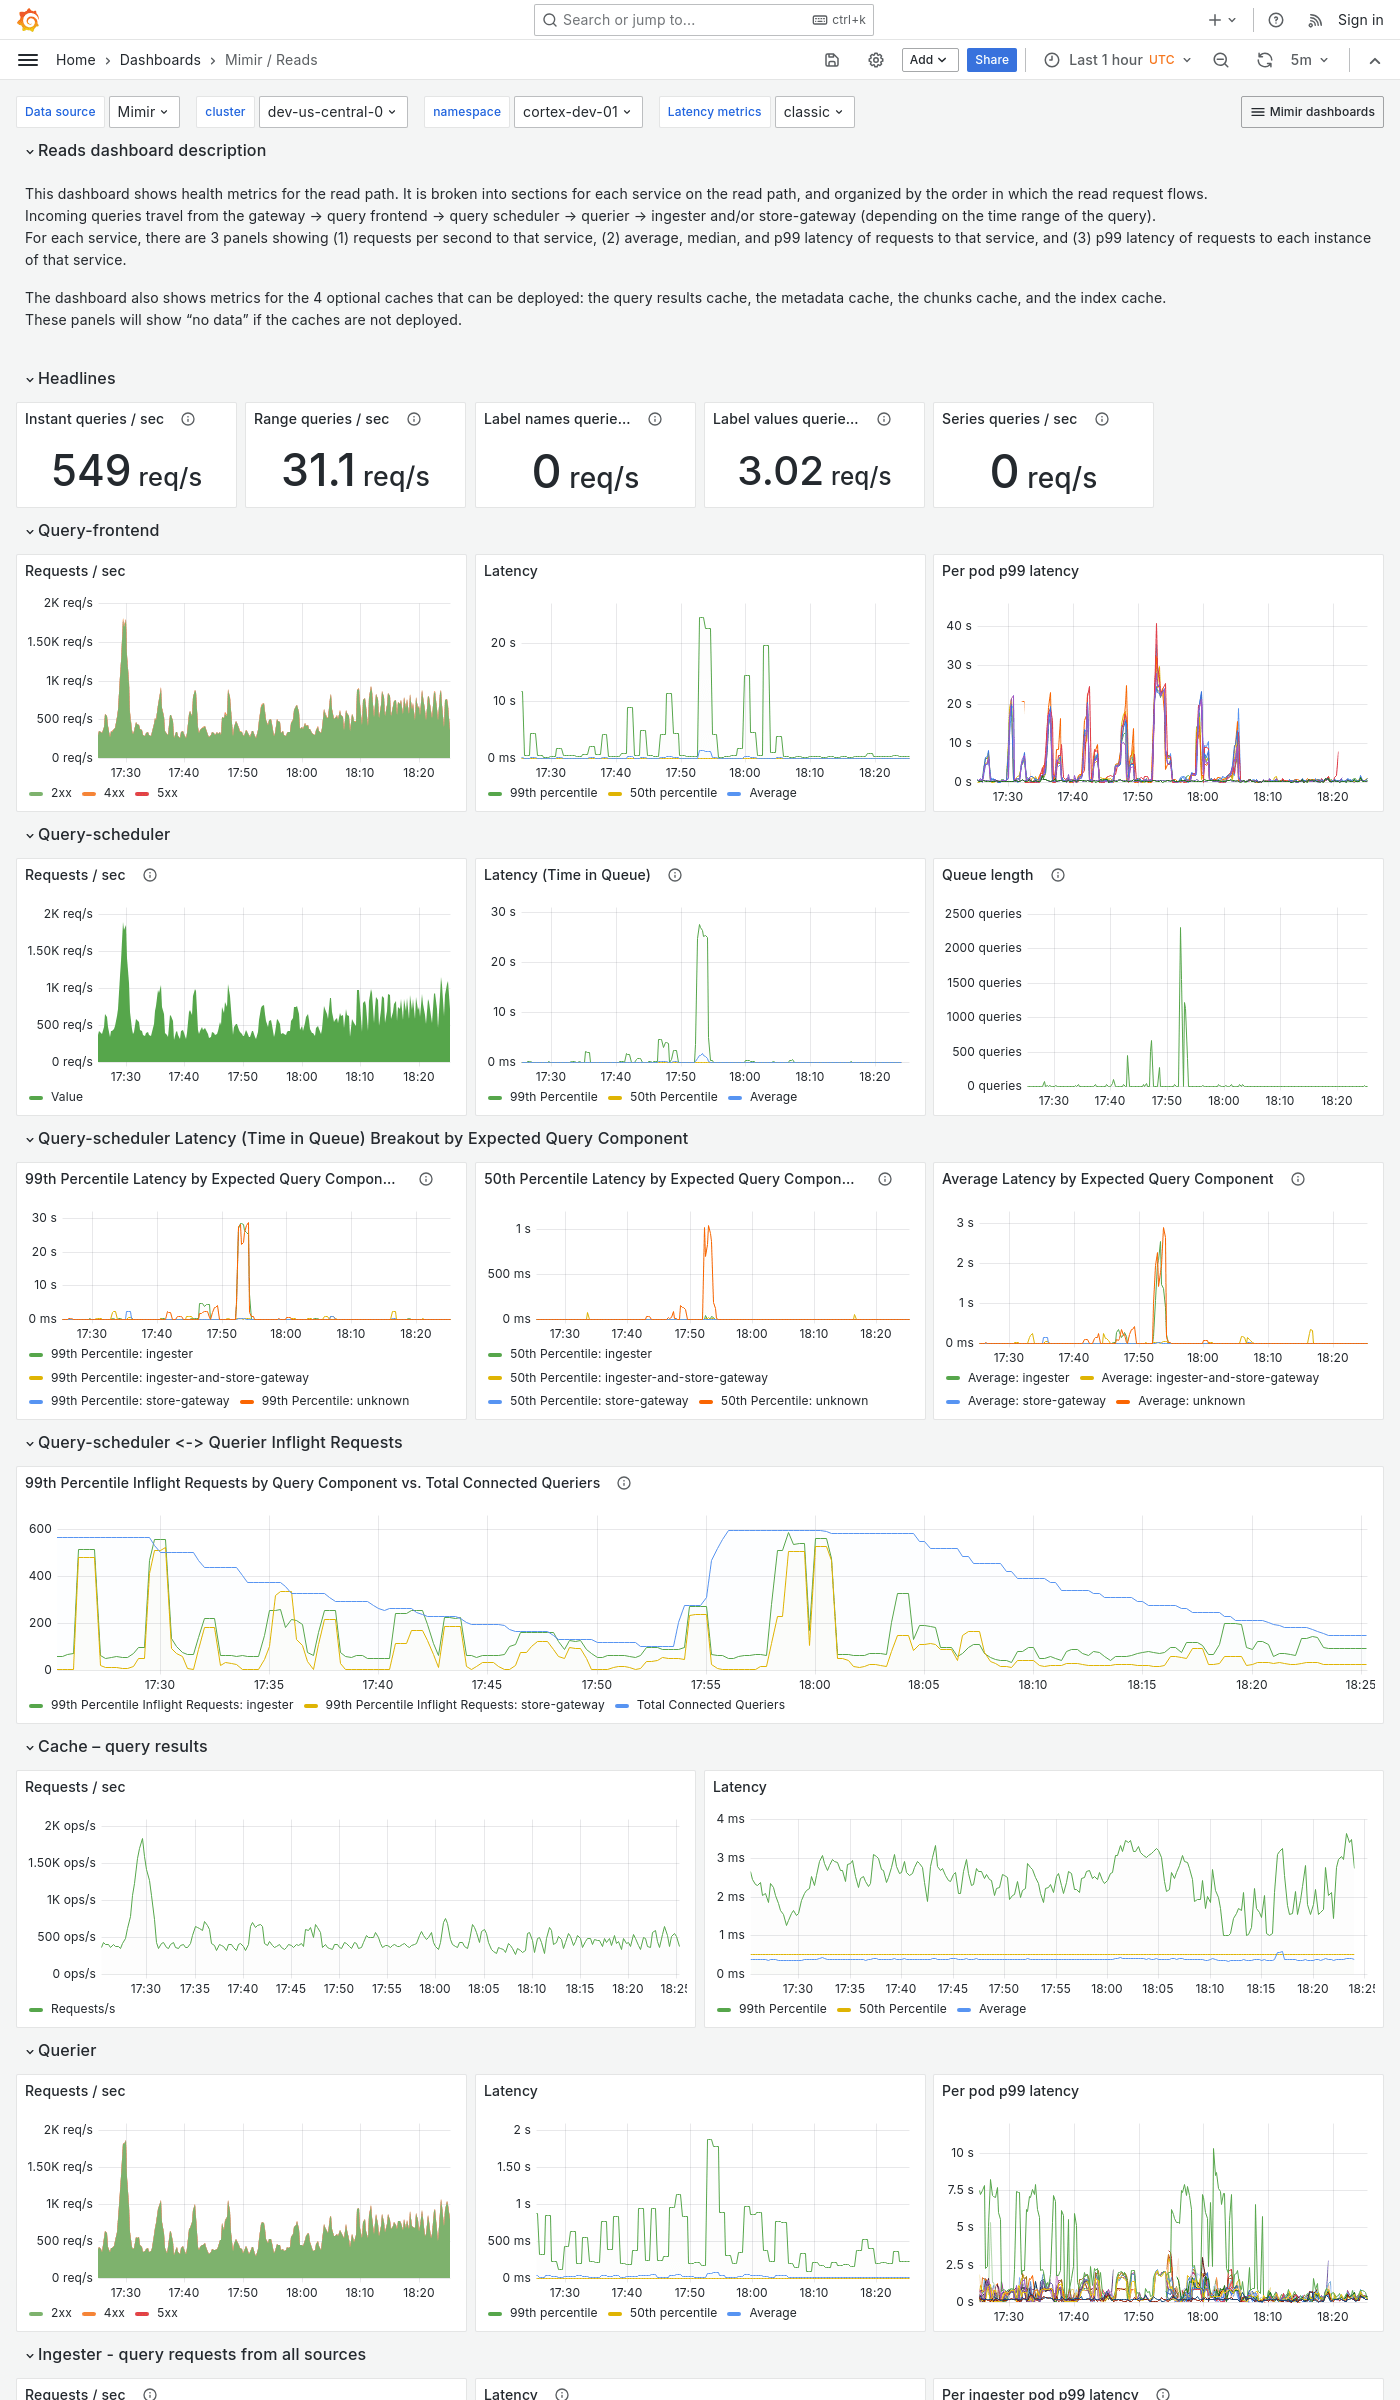 Search or jump to...
ctrl+k
Sign in
Home
Dashboards
Mimir / Reads
Add
Share
Last 1 hour UTC
5m
Data source
Mimir
cluster
dev-us-central-0
namespace
cortex-dev-01
Latency metrics
classic
Mimir dashboards
Reads dashboard description
This dashboard shows health metrics for the read path. It is broken into sections for each service on the read path, and organized by the order in which the read request flows.
Incoming queries travel from the gateway → query frontend → query scheduler → querier → ingester and/or store-gateway (depending on the time range of the query).
For each service, there are 3 panels showing (1) requests per second to that service, (2) average, median, and p99 latency of requests to that service, and (3) p99 latency of requests to each instance
of that service.
The dashboard also shows metrics for the 4 optional caches that can be deployed: the query results cache, the metadata cache, the chunks cache, and the index cache.
These panels will show “no data” if the caches are not deployed.
Headlines
Instant queries / sec
549 req/s
Range queries / sec
31.1 req/s
Label names querie...
0 req/s
Label values querie...
3.02 req/s
Series queries / sec
0 req/s
Query-frontend
Requests / sec
2K req/s
1.50K req/s
1K req/s
500 req/s
0 req/s
17:30 17:40 17:50 18:00 18:10 18:20
2xx 4xx 5xx
Latency
20 s
10 s
0 ms
17:30 17:40 17:50 18:00 18:10 18:20
99th percentile 50th percentile Average
Per pod p99 latency
40 s
30 s
20 s
10 s
0 s
17:30 17:40 17:50 18:00 18:10 18:20
Query-scheduler
Requests / sec
2K req/s
1.50K req/s
1K req/s
500 req/s
0 req/s
17:30 17:40 17:50 18:00 18:10 18:20
Value
Latency (Time in Queue)
30 s
20 s
10 s
0 ms
17:30 17:40 17:50 18:00 18:10 18:20
99th Percentile 50th Percentile Average
Queue length
2500 queries
2000 queries
1500 queries
1000 queries
500 queries
0 queries
17:30 17:40 17:50 18:00 18:10 18:20
Query-scheduler Latency (Time in Queue) Breakout by Expected Query Component
99th Percentile Latency by Expected Query Compon...
30 s
20 s
10 s
0 ms
17:30 17:40 17:50 18:00 18:10 18:20
99th Percentile: ingester
99th Percentile: ingester-and-store-gateway
99th Percentile: store-gateway 99th Percentile: unknown
50th Percentile Latency by Expected Query Compon...
1 s
500 ms
0 ms
17:30 17:40 17:50 18:00 18:10 18:20
50th Percentile: ingester
50th Percentile: ingester-and-store-gateway
50th Percentile: store-gateway 50th Percentile: unknown
Average Latency by Expected Query Component
3 s
2 s
1 s
0 ms
17:30 17:40 17:50 18:00 18:10 18:20
Average: ingester Average: ingester-and-store-gateway
Average: store-gateway Average: unknown
Query-scheduler <-> Querier Inflight Requests
99th Percentile Inflight Requests by Query Component vs. Total Connected Queriers
600
400
200
0
17:30 17:35 17:40 17:45 17:50 17:55 18:00 18:05 18:10 18:15 18:20 18:25
99th Percentile Inflight Requests: ingester 99th Percentile Inflight Requests: store-gateway Total Connected Queriers
Cache – query results
Requests / sec
2K ops/s
1.50K ops/s
1K ops/s
500 ops/s
0 ops/s
17:30 17:35 17:40 17:45 17:50 17:55 18:00 18:05 18:10 18:15 18:20 18:25
Requests/s
Latency
4 ms
3 ms
2 ms
1 ms
0 ms
17:30 17:35 17:40 17:45 17:50 17:55 18:00 18:05 18:10 18:15 18:20 18:25
99th Percentile 50th Percentile Average
Querier
Requests / sec
2K req/s
1.50K req/s
1K req/s
500 req/s
0 req/s
17:30 17:40 17:50 18:00 18:10 18:20
2xx 4xx 5xx
Latency
2 s
1.50 s
1 s
500 ms
0 ms
17:30 17:40 17:50 18:00 18:10 18:20
99th percentile 50th percentile Average
Per pod p99 latency
10 s
7.5 s
5 s
2.5 s
0 s
17:30 17:40 17:50 18:00 18:10 18:20
Ingester - query requests from all sources
Requests / sec
Latency
Per ingester pod p99 latency